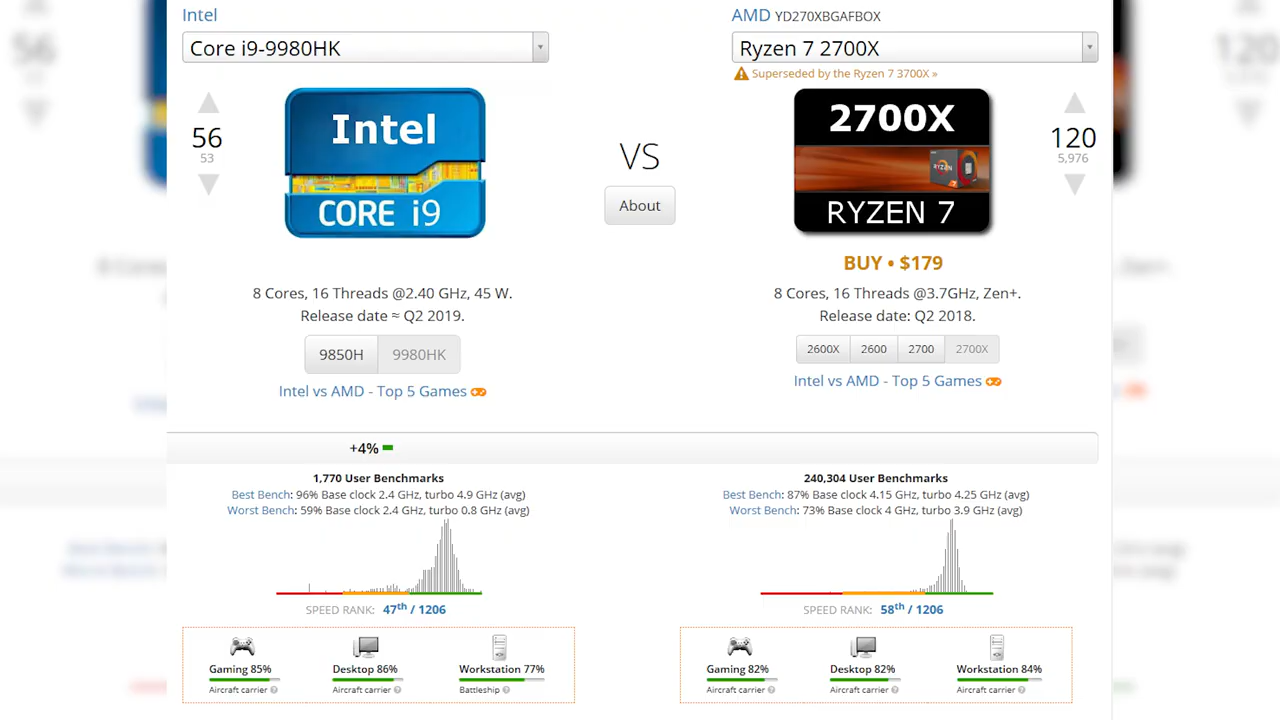 Intel
Core i9-9980HK
56
53
Intel
CORE i9
8 Cores, 16 Threads @2.40 GHz, 45 W.
Release date ≈ Q2 2019.
9850H 9980HK
Intel vs AMD - Top 5 Games
VS
About
AMD YD270XBGAFBOX
Ryzen 7 2700X
Superseded by the Ryzen 7 3700X »
2700X
RYZEN
RYZEN 7
120
5,976
BUY • $179
8 Cores, 16 Threads @3.7GHz, Zen+.
Release date: Q2 2018.
2600X 2600 2700 2700X
Intel vs AMD - Top 5 Games
+4%
1,770 User Benchmarks
Best Bench: 96% Base clock 2.4 GHz, turbo 4.9 GHz (avg)
Worst Bench: 59% Base clock 2.4 GHz, turbo 0.8 GHz (avg)
SPEED RANK: 47th / 1206
Gaming 85% Desktop 86% Workstation 77%
Aircraft carrier Aircraft carrier Battleship
240,304 User Benchmarks
Best Bench: 87% Base clock 4.15 GHz, turbo 4.25 GHz (avg)
Worst Bench: 73% Base clock 4 GHz, turbo 3.9 GHz (avg)
SPEED RANK: 58th / 1206
Gaming 82% Desktop 82% Workstation 84%
Aircraft carrier Aircraft carrier Aircraft carrier
56
120